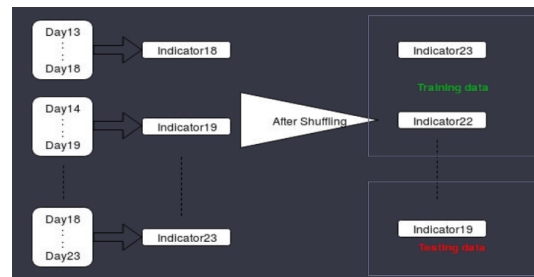 Day13
Day18
Indicator18
Day14
Day19
Indicator19
Day18
Day23
Indicator23
After Shuffling
Indicator23
Training data
Indicator22
Indicator19
Testing data